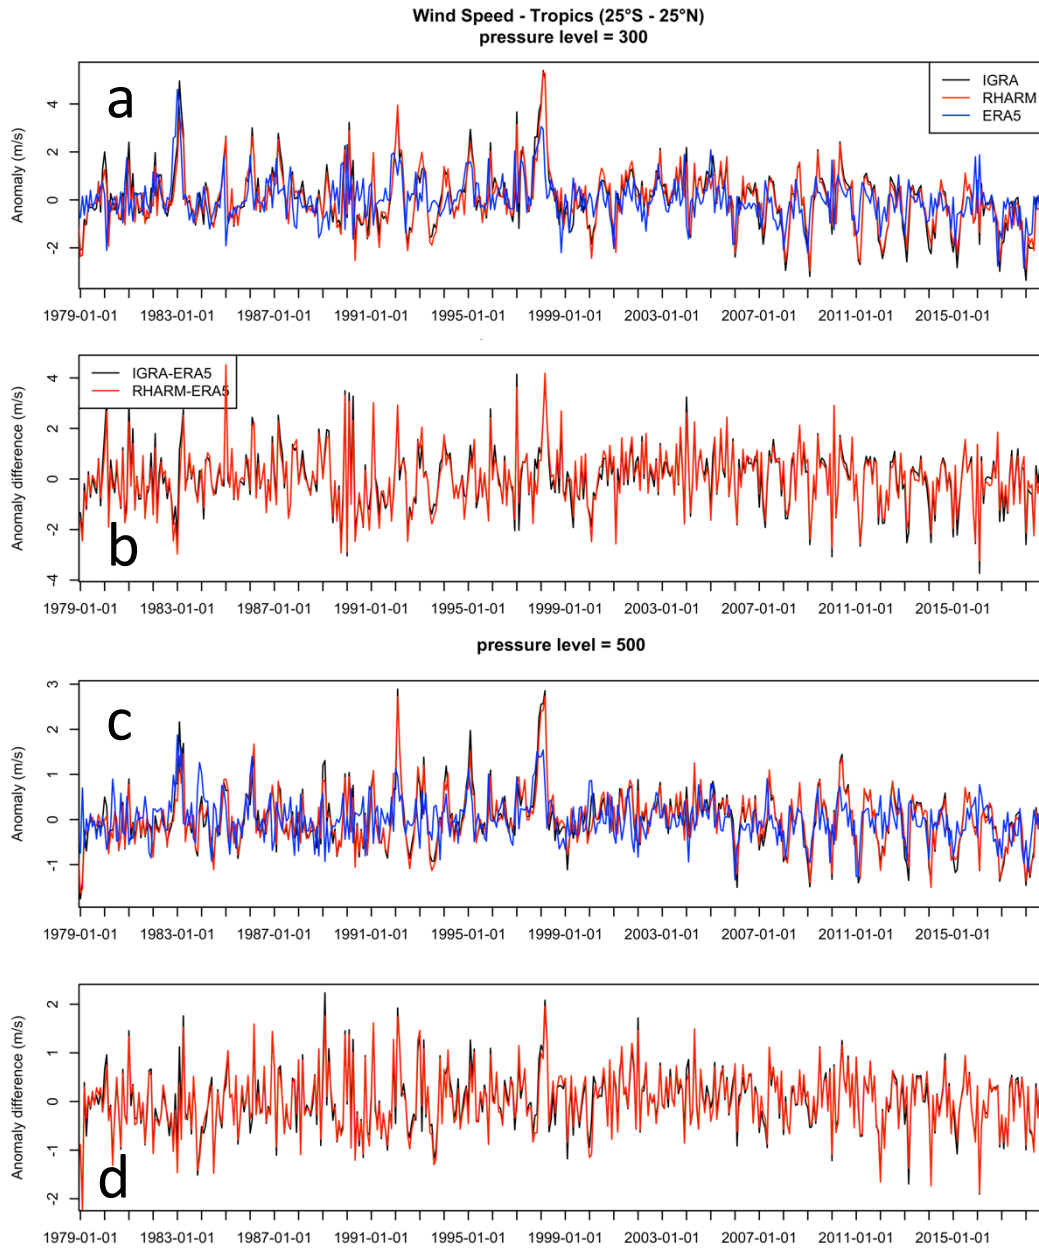 Wind Speed - Tropics (25°S - 25°N)
pressure level = 300
a
IGRA
RHARM
ERA5
Anomaly (m/s)
4
2
0
-2
1979-01-01 1983-01-01 1987-01-01 1991-01-01 1995-01-01 1999-01-01 2003-01-01 2007-01-01 2011-01-01 2015-01-01
IGRA-ERA5
RHARM-ERA5
b
Anomaly difference (m/s)
4
2
0
-2
-4
1979-01-01 1983-01-01 1987-01-01 1991-01-01 1995-01-01 1999-01-01 2003-01-01 2007-01-01 2011-01-01 2015-01-01
pressure level = 500
c
Anomaly (m/s)
3
2
1
0
-1
1979-01-01 1983-01-01 1987-01-01 1991-01-01 1995-01-01 1999-01-01 2003-01-01 2007-01-01 2011-01-01 2015-01-01
d
Anomaly difference (m/s)
2
1
0
-1
-2
1979-01-01 1983-01-01 1987-01-01 1991-01-01 1995-01-01 1999-01-01 2003-01-01 2007-01-01 2011-01-01 2015-01-01